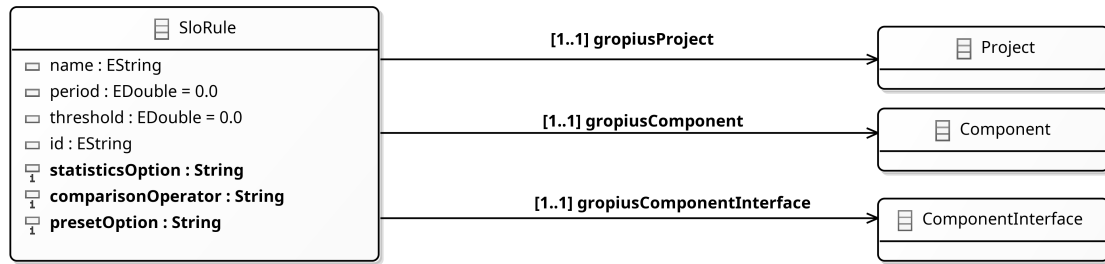 SloRule
name : EString
period : EDouble = 0.0
threshold : EDouble = 0.0
id : EString
statisticsOption : String
comparisonOperator : String
presetOption : String
[1..1] gropiusProject
Project
[1..1] gropiusComponent
Component
[1..1] gropiusComponentInterface
ComponentInterface